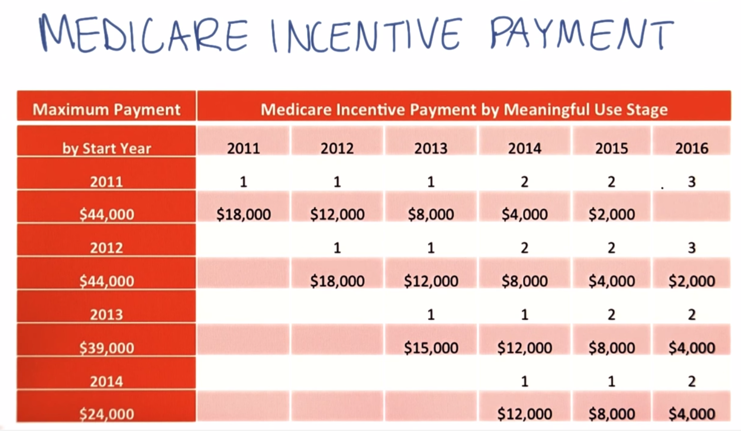 MEDICARE INCENTIVE PAYMENT
Maximum Payment Medicare Incentive Payment by Meaningful Use Stage
by Start Year 2011 2012 2013 2014 2015 2016
2011 1 1 1 2 2 3
$44,000 $18,000 $12,000 $8,000 $4,000 $2,000
2012 1 1 2 2 3
$44,000 $18,000 $12,000 $8,000 $4,000 $2,000
2013 1 1 2 2
$39,000 $15,000 $12,000 $8,000 $4,000
2014 1 1 2
$24,000 $12,000 $8,000 $4,000